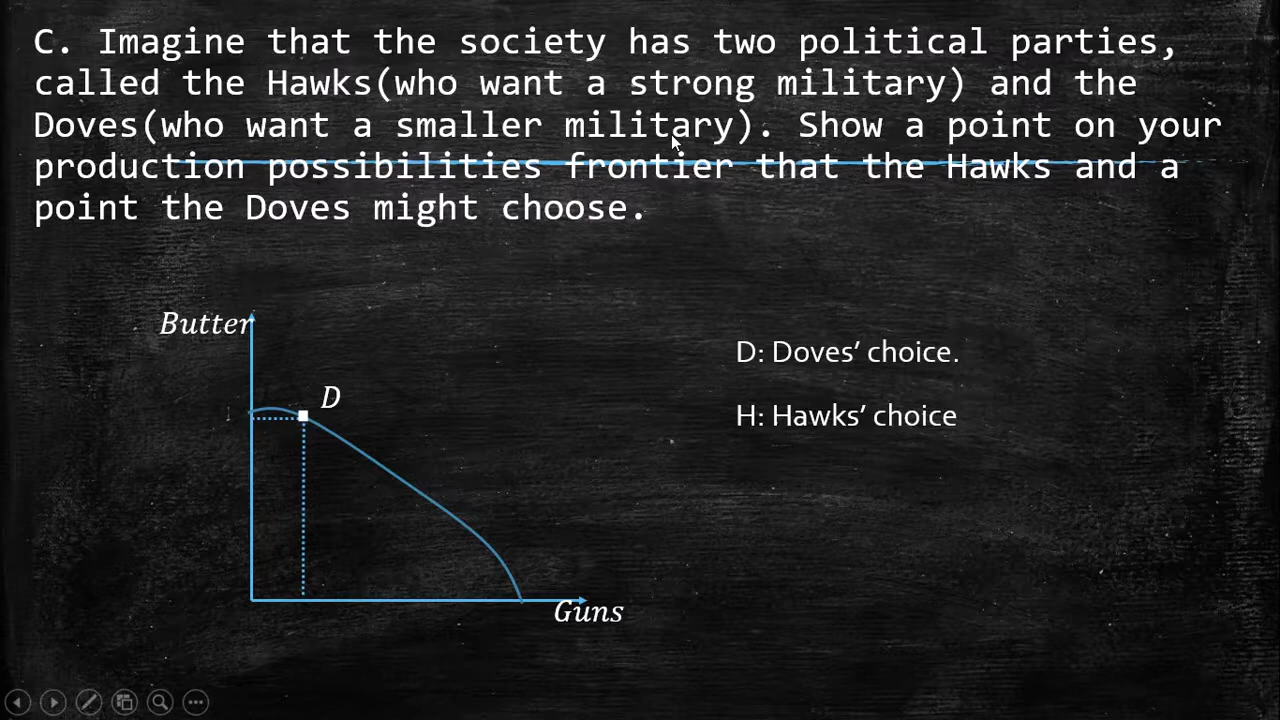 C. Imagine that the society has two political parties,
called the Hawks(who want a strong military) and the
Doves(who want a smaller military). Show a point on your
production possibilities frontier that the Hawks and a
point the Doves might choose.
Butter
D
Guns
D: Doves’ choice.
H: Hawks’ choice